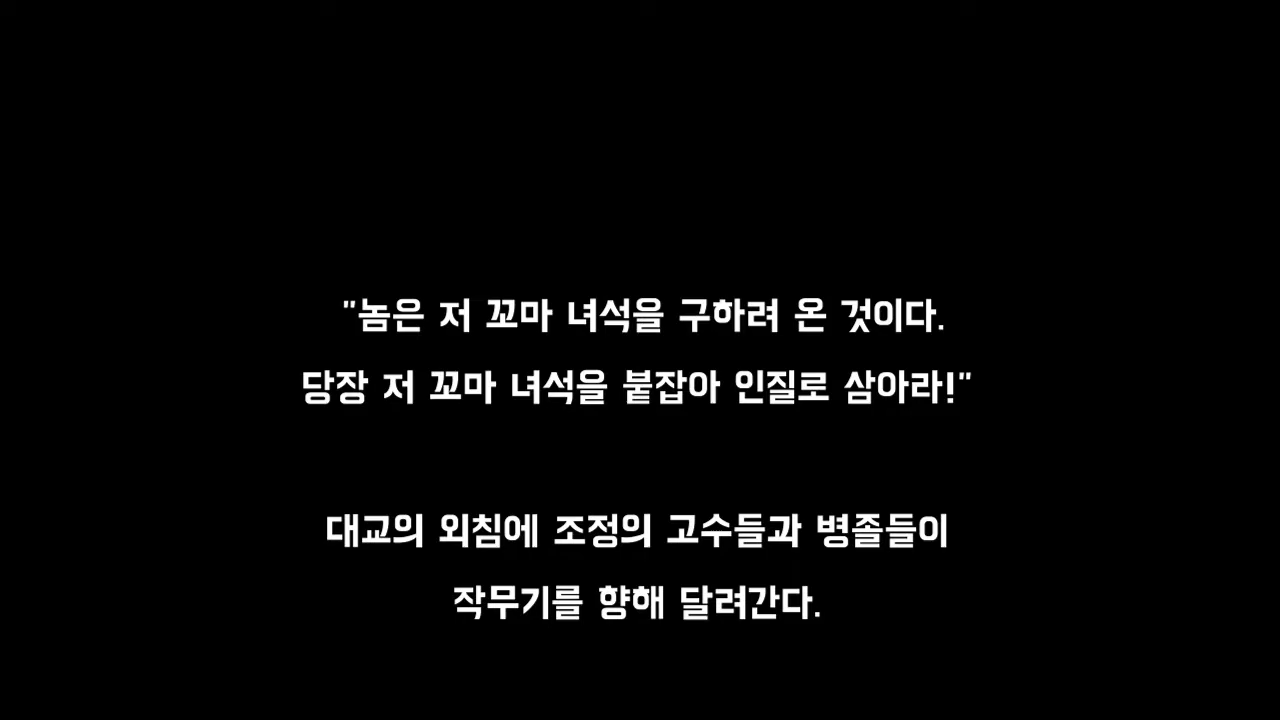 "놈은 저 꼬마 녀석을 구하려 온 것이다.
당장 저 꼬마 녀석을 붙잡아 인질로 삼아라!"
대교의 외침에 조정의 고수들과 병졸들이
작무기를 향해 달려간다.